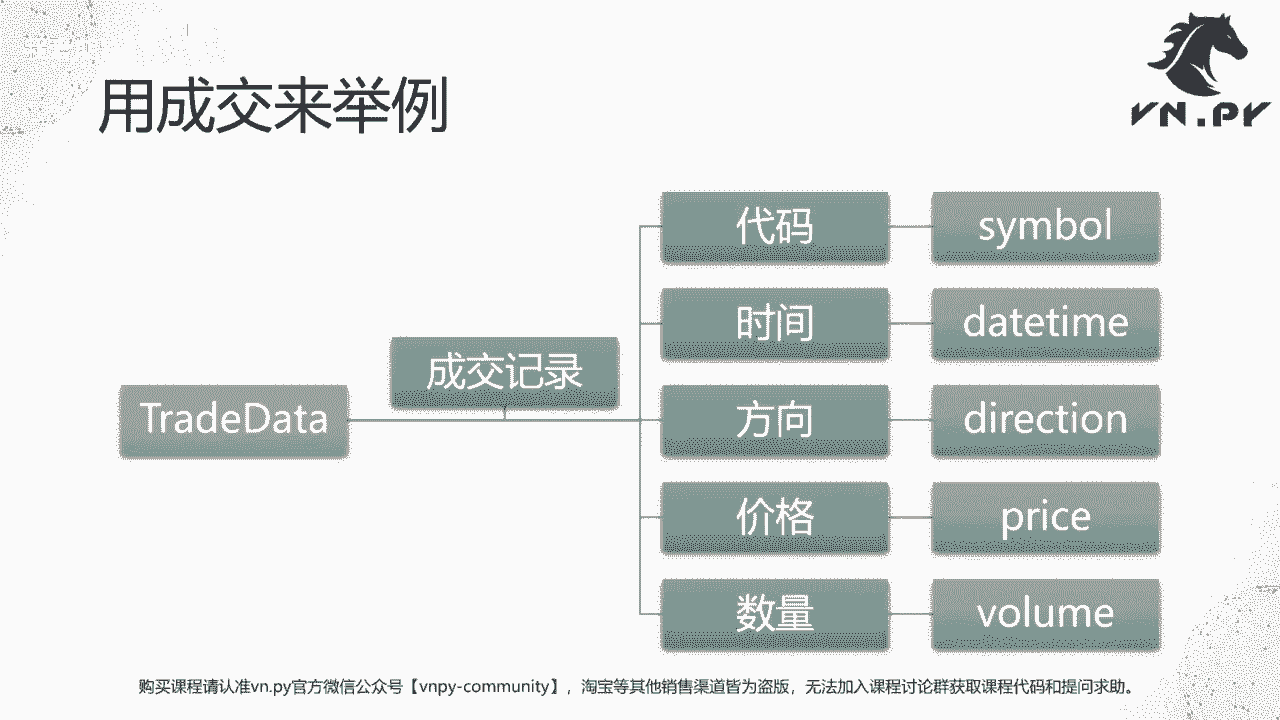 用成交来举例
VN.PY
TradeData
成交记录
代码
symbol
时间
datetime
方向
direction
价格
price
数量
volume
购买课程请认准vn.py官方微信公众号【vnpy-community】，淘宝等其他销售渠道皆为盗版，无法加入课程讨论群获取课程代码和提问求助。